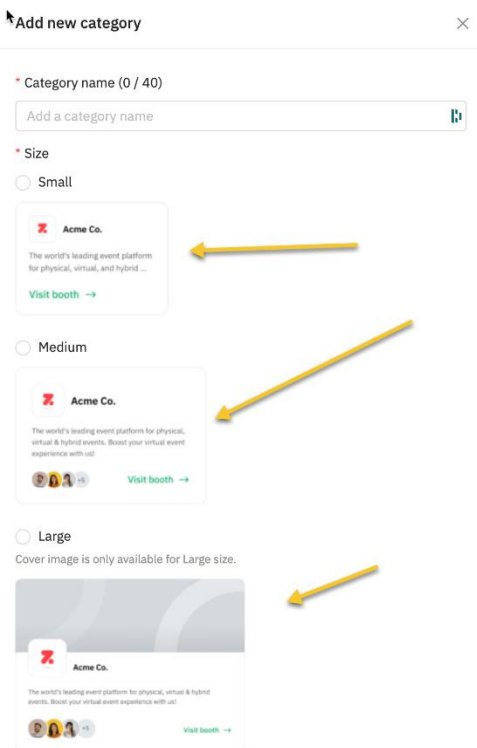 Add new category
* Category name (0 / 40)
Add a category name
* Size
Small
Acme Co.
The world's leading event platform
for physical, virtual, and hybrid ...
Visit booth →
Medium
Acme Co.
The world's leading event platform for physical,
virtual & hybrid events. Boost your virtual event
experience with us!
+5
Visit booth →
Large
Cover image is only available for Large size.
Acme Co.
The world's leading event platform for physical, virtual & hybrid
events. Boost your virtual event experience with us!
+5
Visit booth →